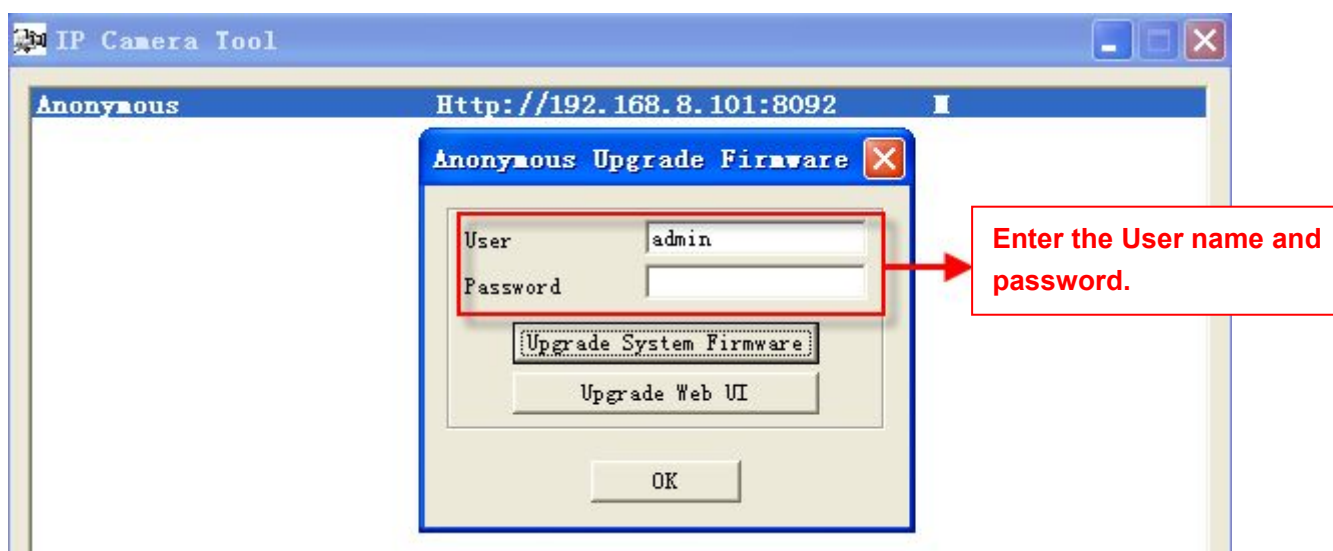 IP Camera Tool
Anonymous Http://192.168.8.101:8092
Anonymous Upgrade Firmware
User admin
Password
Enter the User name and
password.
Upgrade System Firmware
Upgrade Web UI
OK